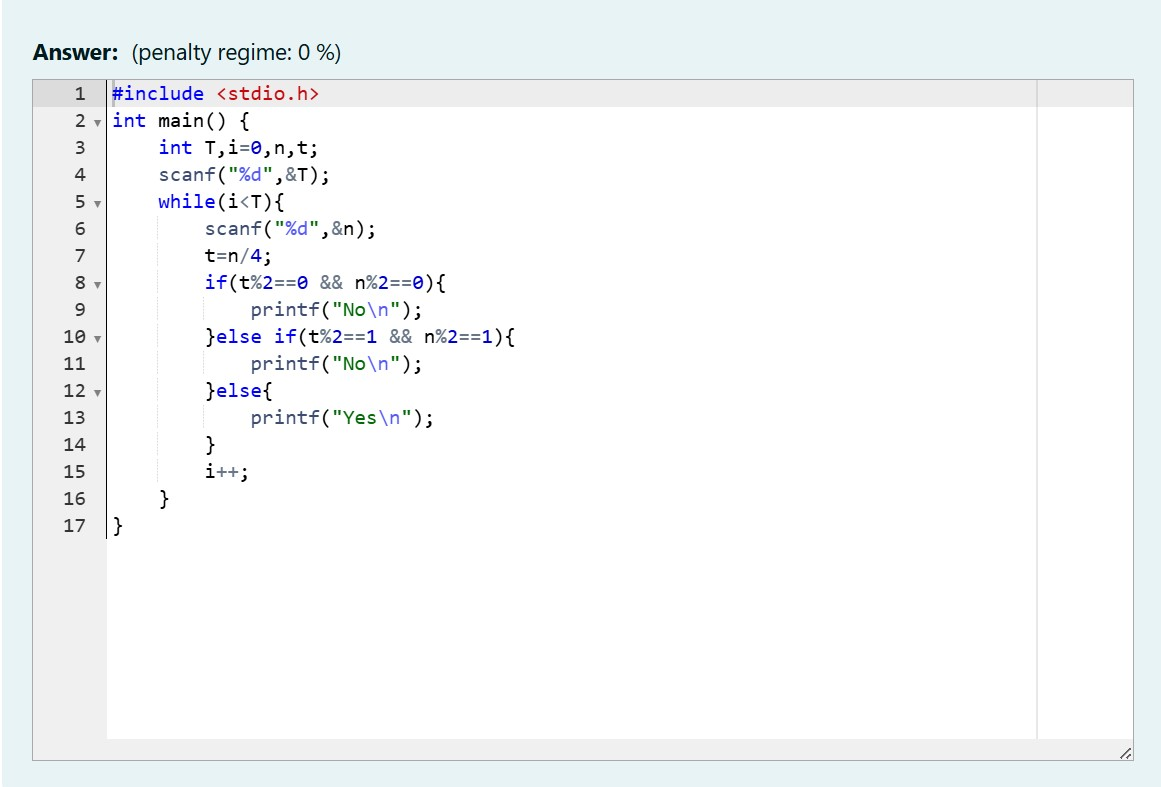 Answer: (penalty regime: 0 %)
1 #include <stdio.h>
2 int main() {
3     int T,i=0,n,t;
4     scanf("%d",&T);
5     while(i<T){
6         scanf("%d",&n);
7         t=n/4;
8         if(t%2==0 && n%2==0){
9             printf("No\n");
10         }else if(t%2==1 && n%2==1){
11             printf("No\n");
12         }else{
13             printf("Yes\n");
14         }
15         i++;
16     }
17 }